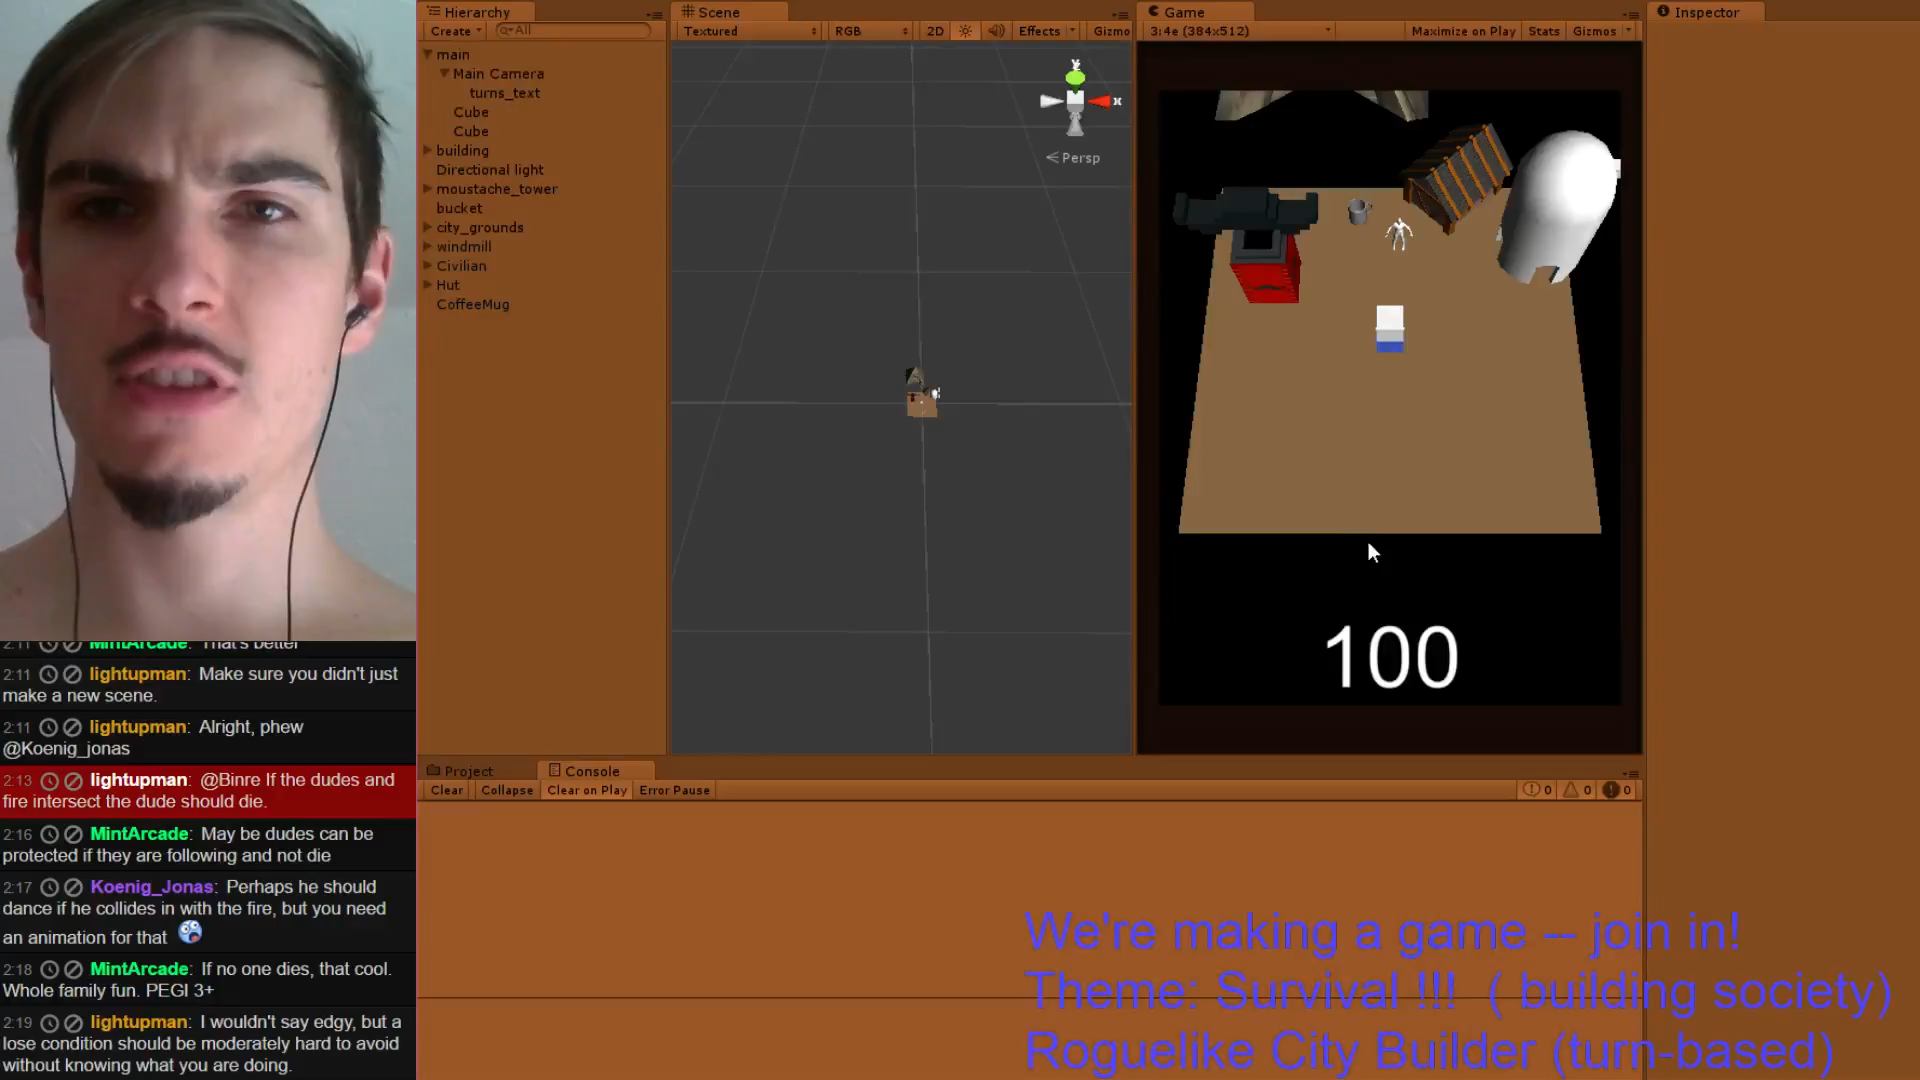 Hierarchy
Create All
main
Main Camera
turns_text
Cube
Cube
building
Directional light
moustache_tower
bucket
city_grounds
windmill
Civilian
Hut
CoffeeMug
Scene
Textured RGB 2D Effects Gizmo
y
x
Persp
Game
3:4e (384x512) Maximize on Play Stats Gizmos
100
Inspector
Project Console
Clear Collapse Clear on Play Error Pause 0 0 0
2:11 MintArcade: That's better
2:11 lightupman: Make sure you didn't just
make a new scene.
2:11 lightupman: Alright, phew
@Koenig_jonas
2:13 lightupman: @Binre If the dudes and
fire intersect the dude should die.
2:16 MintArcade: May be dudes can be
protected if they are following and not die
2:17 Koenig_Jonas: Perhaps he should
dance if he collides in with the fire, but you need
an animation for that
2:18 MintArcade: If no one dies, that cool.
Whole family fun. PEGI 3+
2:19 lightupman: I wouldn't say edgy, but a
lose condition should be moderately hard to avoid
without knowing what you are doing.
We're making a game -- join in!
Theme: Survival !!! ( building society)
Roguelike City Builder (turn-based)